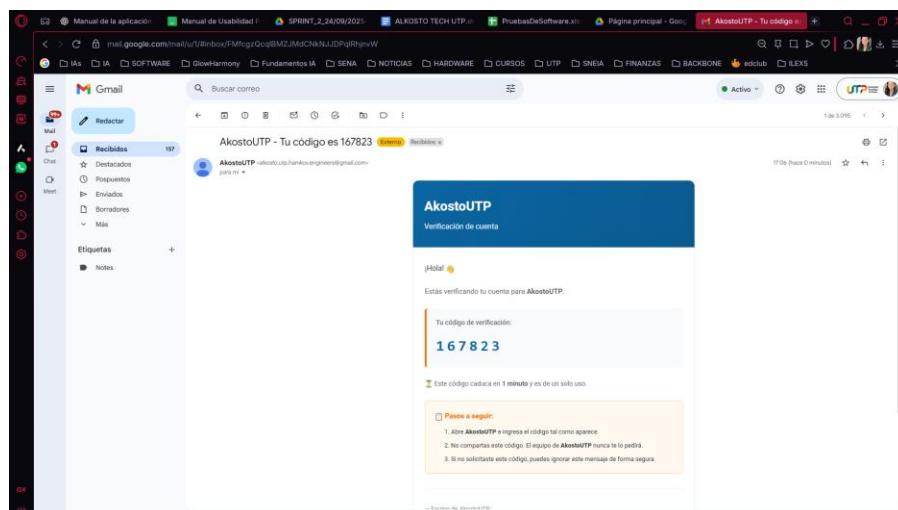 Manual de la aplicación
Manual de Usabilidad
SPRINT_2_24/09/2025
ALKOSTO TECH UTP
PruebasDeSoftware.xls
Página principal - Goog
AkostoUTP - Tu código e
mail.google.com/mail/u/1/#inbox/
IAs
IA
SOFTWARE
GlowHarmony
Fundamentos IA
SENA
NOTICIAS
HARDWARE
CURSOS
UTP
SNEIA
FINANZAS
BACKBONE
edclub
ILEXS
Gmail
Buscar correo
Activo
UTP
Mail
Chat
Meet
Redactar
Recibidos 157
Destacados
Pospuestos
Enviados
Borradores
Más
Etiquetas
Notes
1 de 3.095
AkostoUTP - Tu código es 167823 Externo Recibidos x
AkostoUTP
para mí
17:06 (hace 0 minutos)
AkostoUTP
Verificación de cuenta
¡Hola! 👋
Estás verificando tu cuenta para AkostoUTP.
Tu código de verificación:
167823
⏳ Este código caduca en 1 minuto y es de un solo uso.
📋 Pasos a seguir:
1. Abre AkostoUTP e ingresa el código tal como aparece.
2. No compartas este código. El equipo de AkostoUTP nunca te lo pedirá.
3. Si no solicitaste este código, puedes ignorar este mensaje de forma segura.